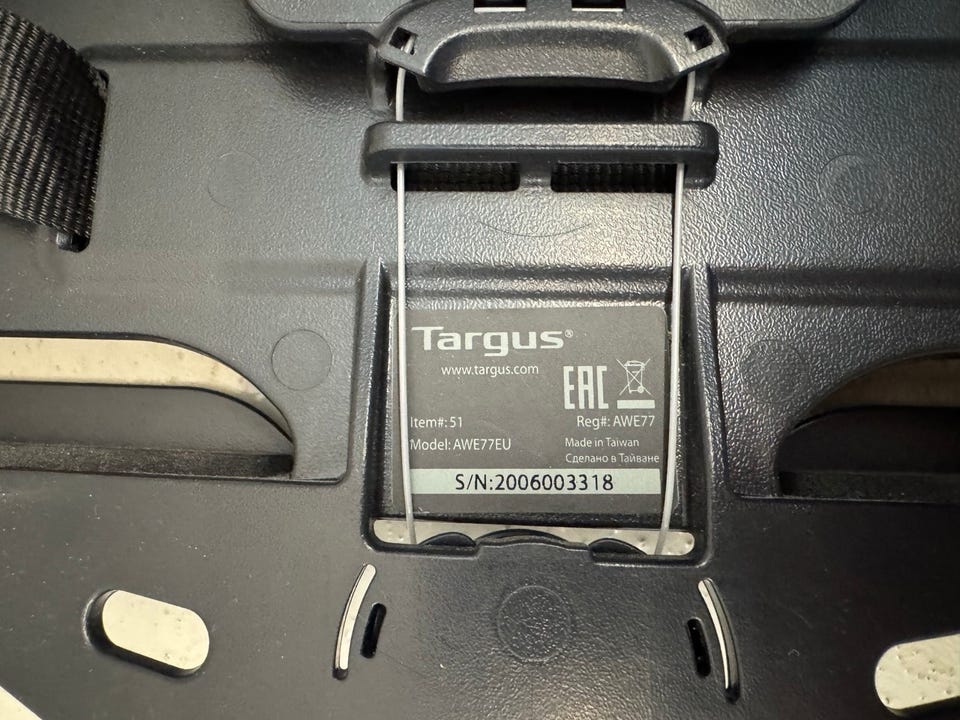 Targus®
www.targus.com
EAC
Item#: 51
Reg#: AWE77
Model: AWE77EU
Made in Taiwan
Сделано в Тайване
S/N:2006003318